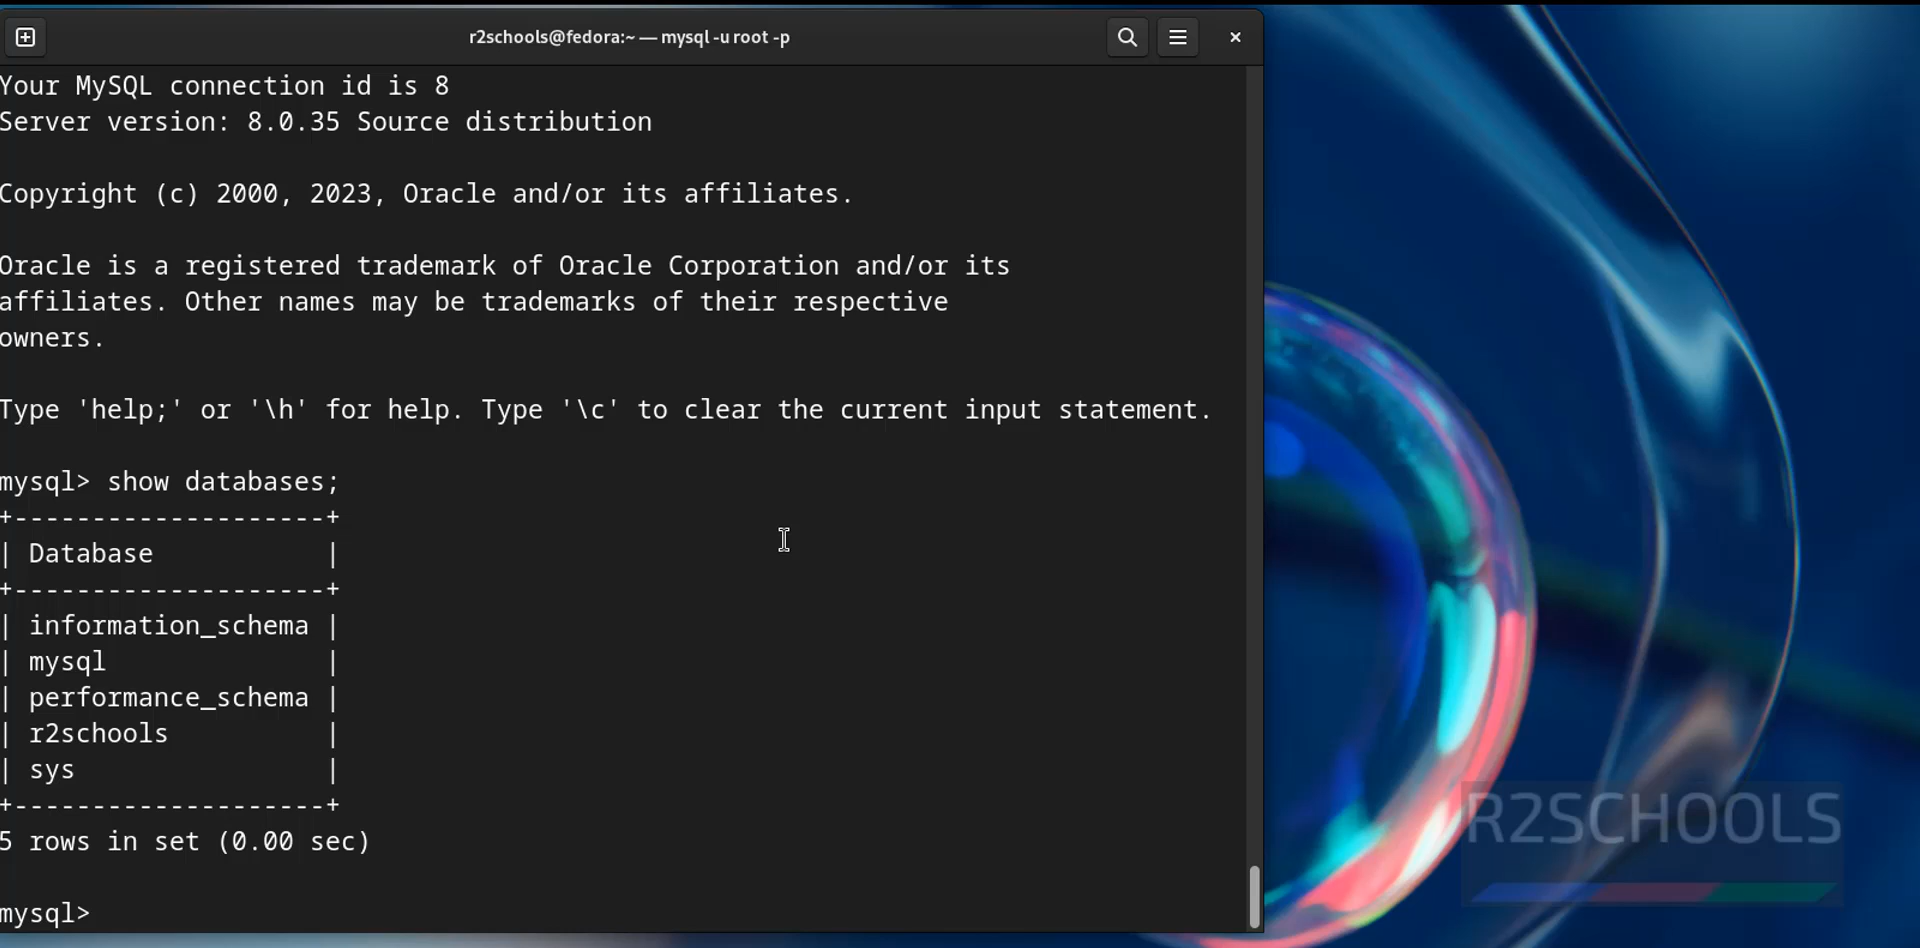 r2schools@fedora:~ — mysql -u root -p
Your MySQL connection id is 8
Server version: 8.0.35 Source distribution
Copyright (c) 2000, 2023, Oracle and/or its affiliates.
Oracle is a registered trademark of Oracle Corporation and/or its
affiliates. Other names may be trademarks of their respective
owners.
Type 'help;' or '\h' for help. Type '\c' to clear the current input statement.
mysql> show databases;
+--------------------+
| Database           |
+--------------------+
| information_schema |
| mysql              |
| performance_schema |
| r2schools          |
| sys                |
+--------------------+
5 rows in set (0.00 sec)
mysql>
R2SCHOOLS